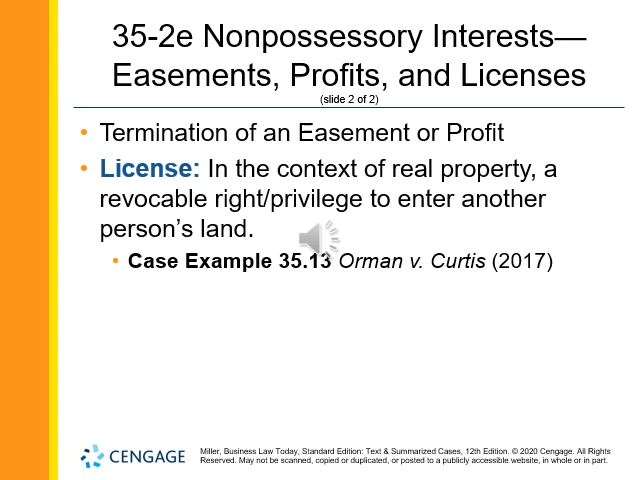 35-2e Nonpossessory Interests—
Easements, Profits, and Licenses
(slide 2 of 2)
• Termination of an Easement or Profit
• License: In the context of real property, a
revocable right/privilege to enter another
person’s land.
• Case Example 35.13 Orman v. Curtis (2017)
CENGAGE
Miller, Business Law Today, Standard Edition: Text & Summarized Cases, 12th Edition. © 2020 Cengage. All Rights
Reserved. May not be scanned, copied or duplicated, or posted to a publicly accessible website, in whole or in part.